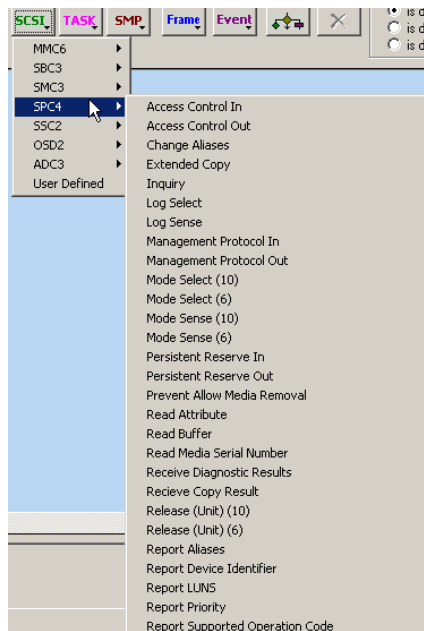 SCSI TASK SMP Frame Event
is d
is d
is d
MMC6
SBC3
SMC3
SPC4
SSC2
OSD2
ADC3
User Defined
Access Control In
Access Control Out
Change Aliases
Extended Copy
Inquiry
Log Select
Log Sense
Management Protocol In
Management Protocol Out
Mode Select (10)
Mode Select (6)
Mode Sense (10)
Mode Sense (6)
Persistent Reserve In
Persistent Reserve Out
Prevent Allow Media Removal
Read Attribute
Read Buffer
Read Media Serial Number
Receive Diagnostic Results
Recieve Copy Result
Release (Unit) (10)
Release (Unit) (6)
Report Aliases
Report Device Identifier
Report LUNS
Report Priority
Report Supported Operation Code